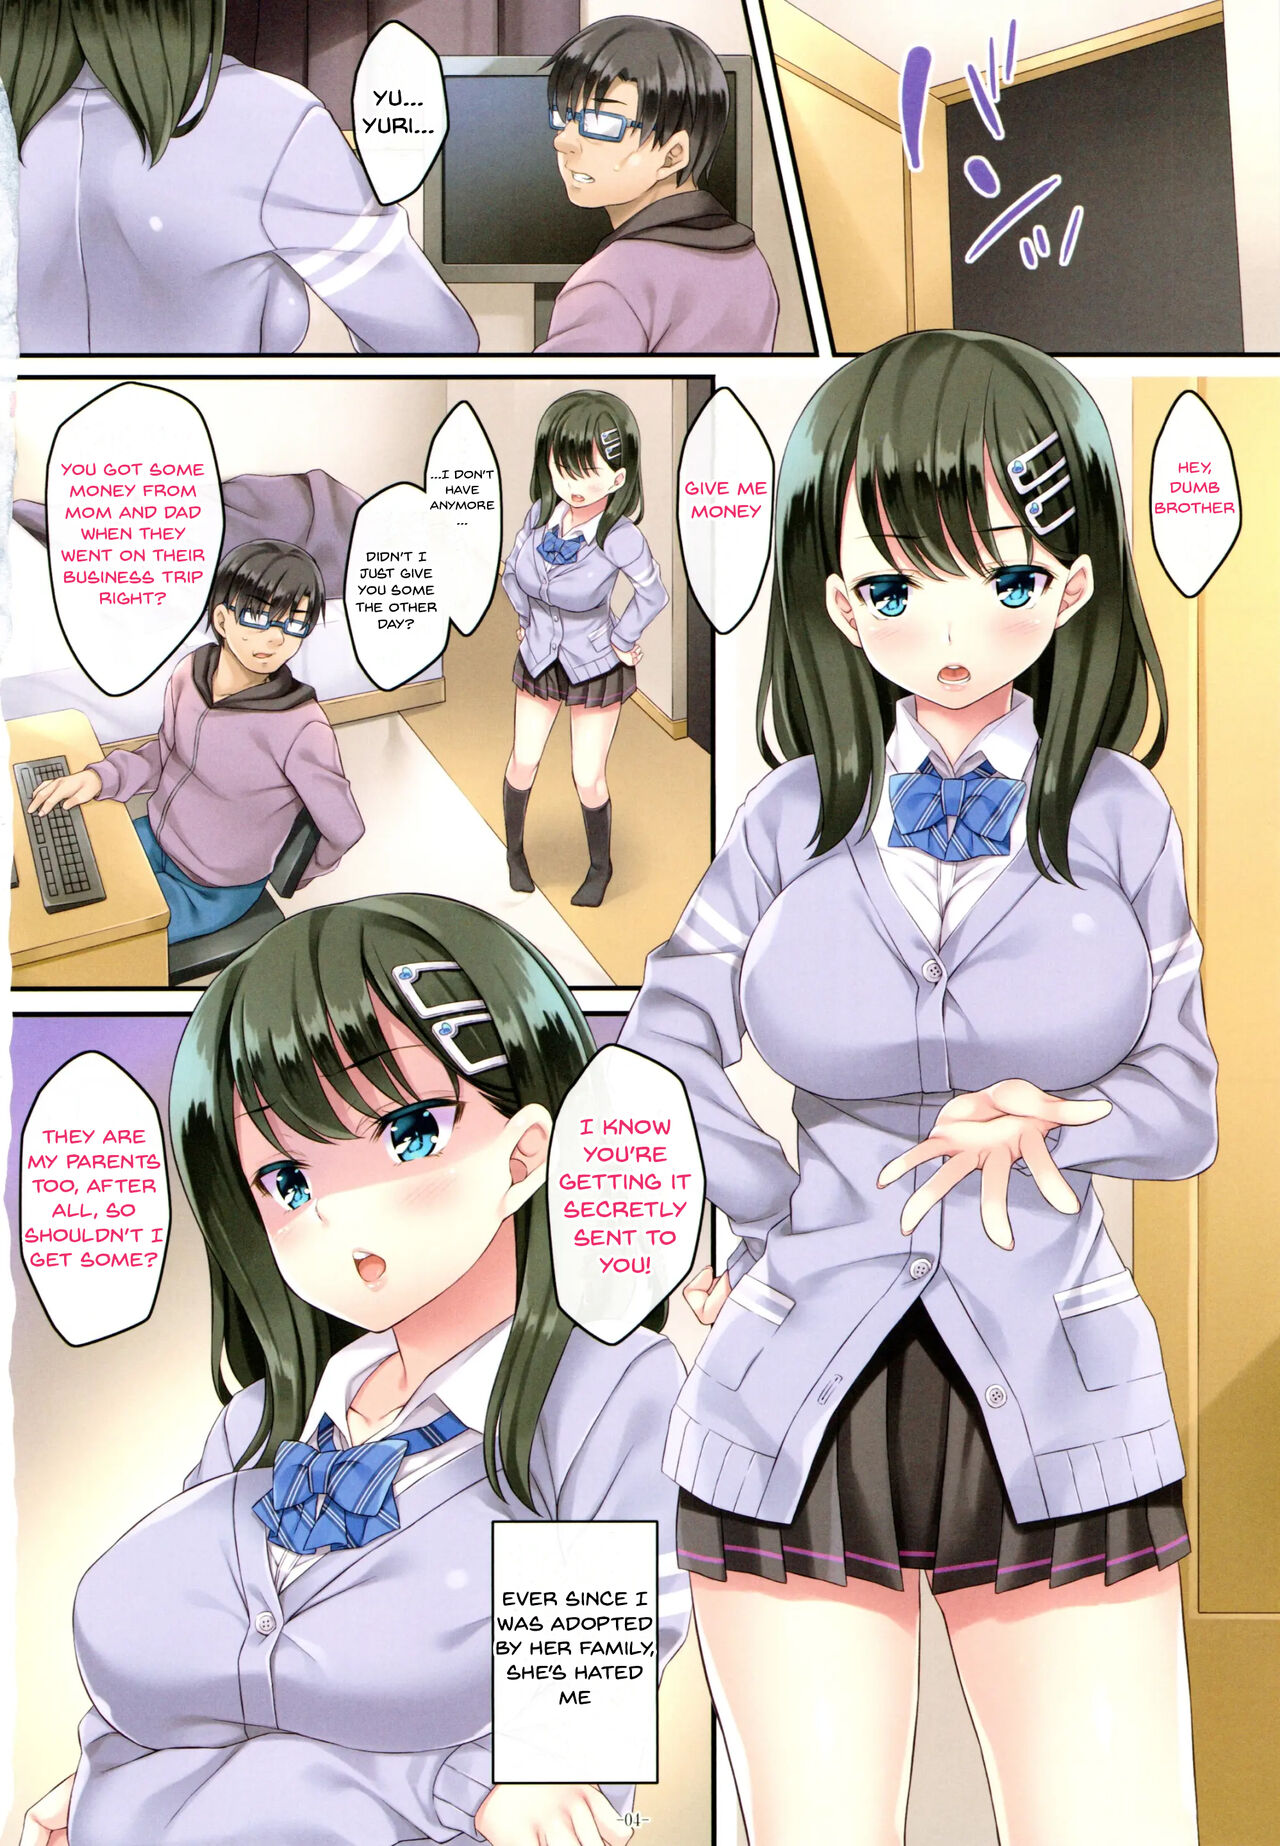 バンッ
YU...
YURI...
HEY,
DUMB
BROTHER
GIVE ME
MONEY
...I DON'T
HAVE
ANYMORE
...
DIDN'T I
JUST GIVE
YOU SOME
THE OTHER
DAY?
YOU GOT SOME
MONEY FROM
MOM AND DAD
WHEN THEY
WENT ON THEIR
BUSINESS TRIP
RIGHT?
I KNOW
YOU'RE
GETTING IT
SECRETLY
SENT TO
YOU!
THEY ARE
MY PARENTS
TOO, AFTER
ALL, SO
SHOULDN'T I
GET SOME?
EVER SINCE I
WAS ADOPTED
BY HER FAMILY,
SHE'S HATED
ME
-04-